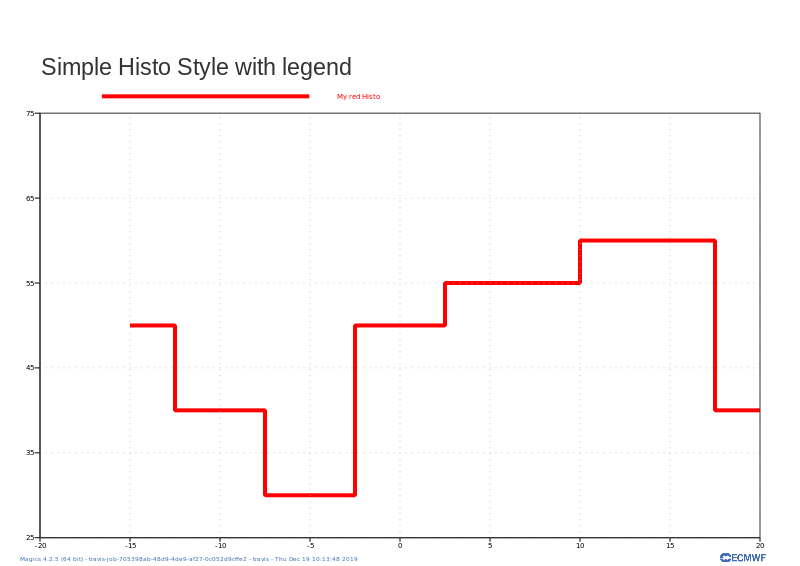 Simple Histo Style with legend
My red Histo
75
65
55
45
35
25
-20 -15 -10 -5 0 5 10 15 20
Magics 4.2.5 (64 bit) - travis-job-705398ab-48d9-4de9-af27-0c052d9cffe2 - travis - Thu Dec 19 10:13:48 2019
ECMWF